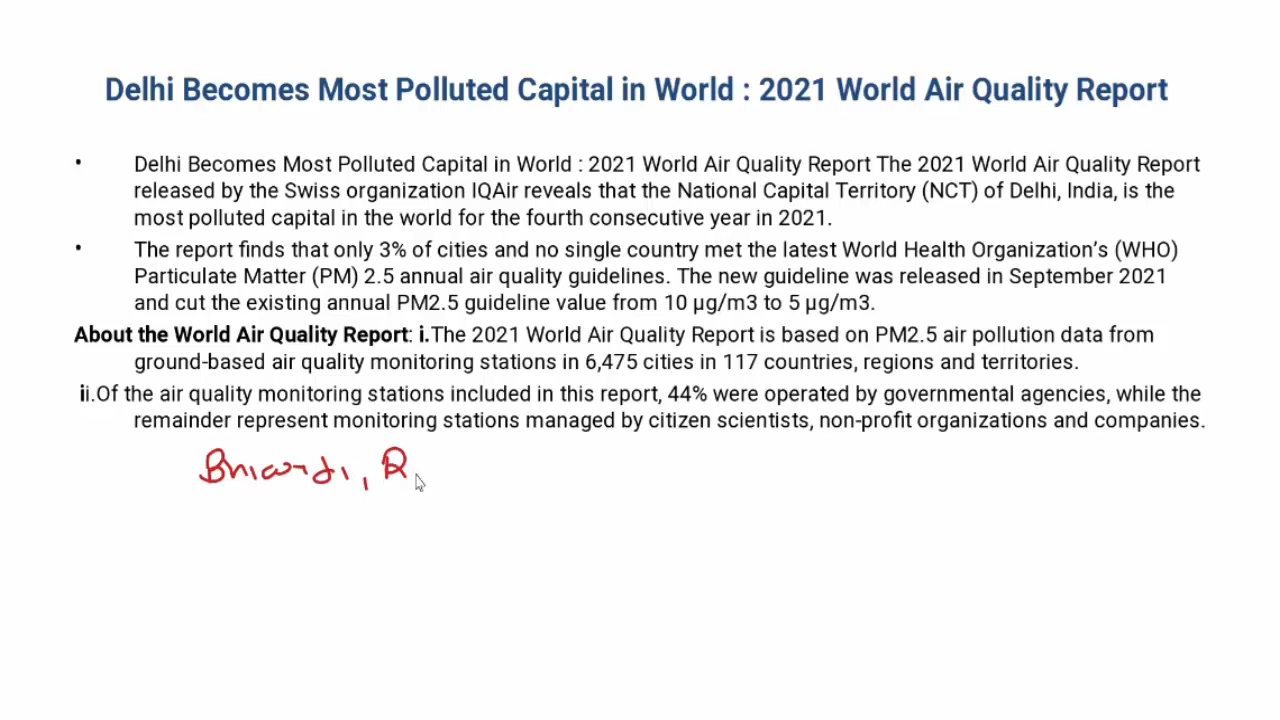 Delhi Becomes Most Polluted Capital in World : 2021 World Air Quality Report
• Delhi Becomes Most Polluted Capital in World : 2021 World Air Quality Report The 2021 World Air Quality Report
released by the Swiss organization IQAir reveals that the National Capital Territory (NCT) of Delhi, India, is the
most polluted capital in the world for the fourth consecutive year in 2021.
• The report finds that only 3% of cities and no single country met the latest World Health Organization's (WHO)
Particulate Matter (PM) 2.5 annual air quality guidelines. The new guideline was released in September 2021
and cut the existing annual PM2.5 guideline value from 10 µg/m3 to 5 µg/m3.
About the World Air Quality Report: i.The 2021 World Air Quality Report is based on PM2.5 air pollution data from
ground-based air quality monitoring stations in 6,475 cities in 117 countries, regions and territories.
ii.Of the air quality monitoring stations included in this report, 44% were operated by governmental agencies, while the
remainder represent monitoring stations managed by citizen scientists, non-profit organizations and companies.
, R